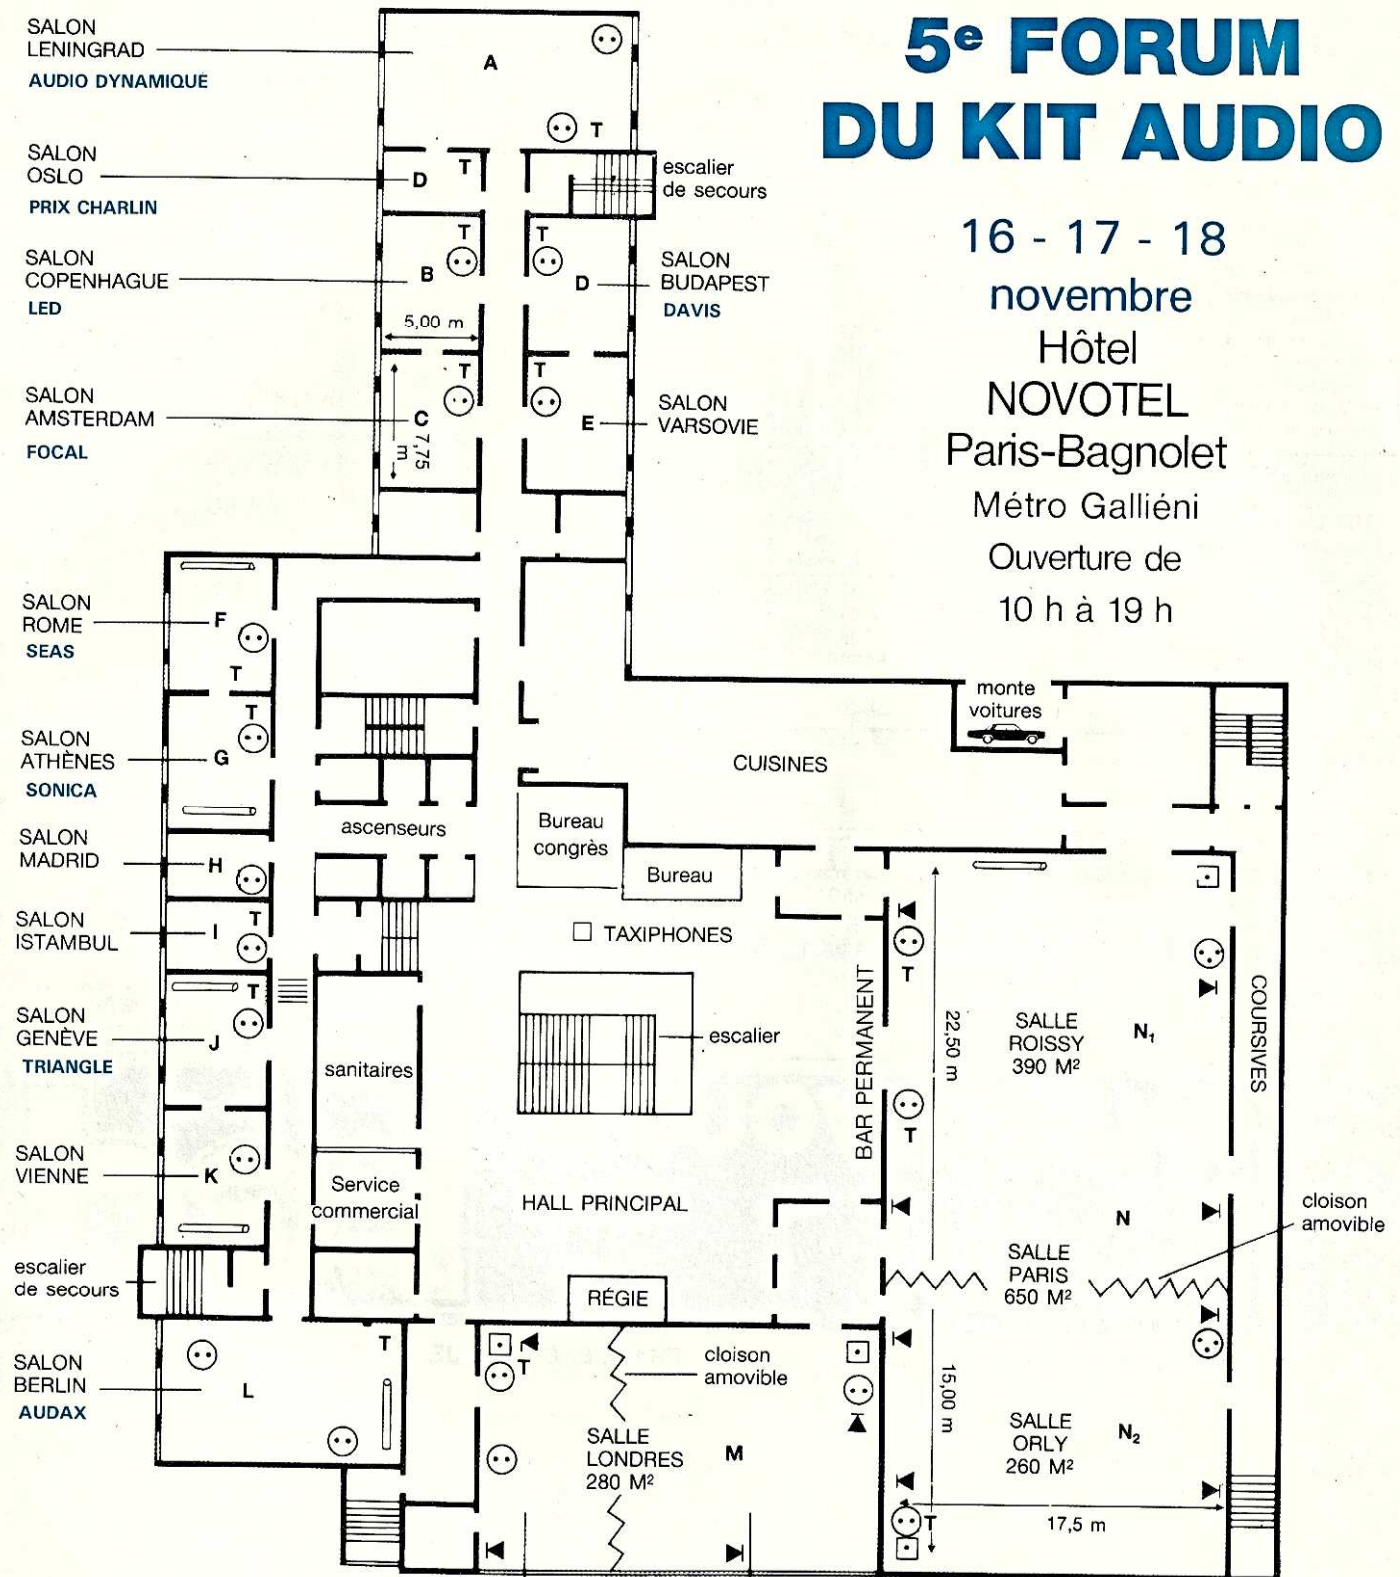 5e FORUM
DU KIT AUDIO
16 - 17 - 18
novembre
Hôtel
NOVOTEL
Paris-Bagnolet
Métro Galliéni
Ouverture de
10 h à 19 h
SALON
LENINGRAD
AUDIO DYNAMIQUE
A
T
SALON
OSLO
PRIX CHARLIN
D
T
escalier
de secours
SALON
COPENHAGUE
LED
B
T
5,00 m
T
D
SALON
BUDAPEST
DAVIS
SALON
AMSTERDAM
FOCAL
T
C
7,75
m
T
E
SALON
VARSOVIE
SALON
ROME
SEAS
F
T
SALON
ATHÈNES
SONICA
T
G
SALON
MADRID
H
SALON
ISTAMBUL
T
I
SALON
GENÈVE
TRIANGLE
T
J
SALON
VIENNE
K
escalier
de secours
SALON
BERLIN
AUDAX
T
L
ascenseurs
sanitaires
Service
commercial
monte
voitures
CUISINES
Bureau
congrès
Bureau
TAXIPHONES
escalier
BAR PERMANENT
HALL PRINCIPAL
RÉGIE
T
T
22,50 m
SALLE
ROISSY
390 M²
N₁
COURSIVES
N
cloison
amovible
SALLE
PARIS
650 M²
15,00 m
SALLE
ORLY
260 M²
N₂
T
17,5 m
T
cloison
amovible
SALLE
LONDRES
280 M²
M